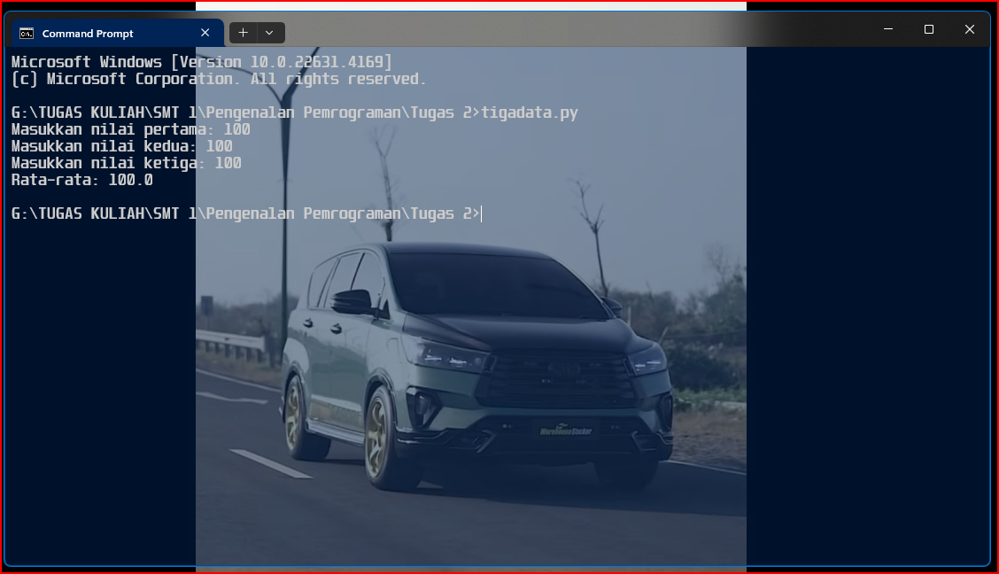 Command Prompt
Microsoft Windows [Version 10.0.22631.4169]
(c) Microsoft Corporation. All rights reserved.
G:\TUGAS KULIAH\SMT 1\Pengenalan Pemrograman\Tugas 2>tigadata.py
Masukkan nilai pertama: 100
Masukkan nilai kedua: 100
Masukkan nilai ketiga: 100
Rata-rata: 100.0
G:\TUGAS KULIAH\SMT 1\Pengenalan Pemrograman\Tugas 2>
WarehouseSticker